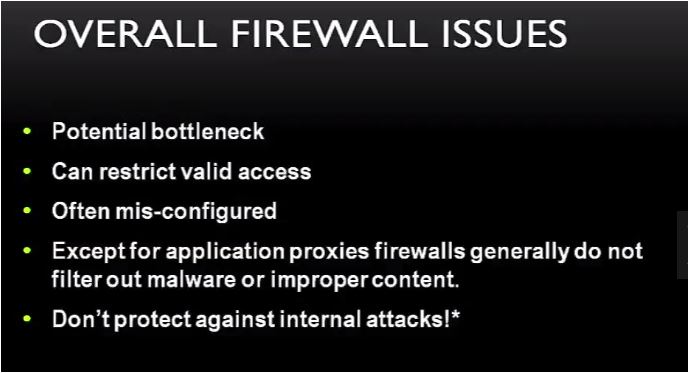 OVERALL FIREWALL ISSUES
• Potential bottleneck
• Can restrict valid access
• Often mis-configured
• Except for application proxies firewalls generally do not
filter out malware or improper content.
• Don't protect against internal attacks!*